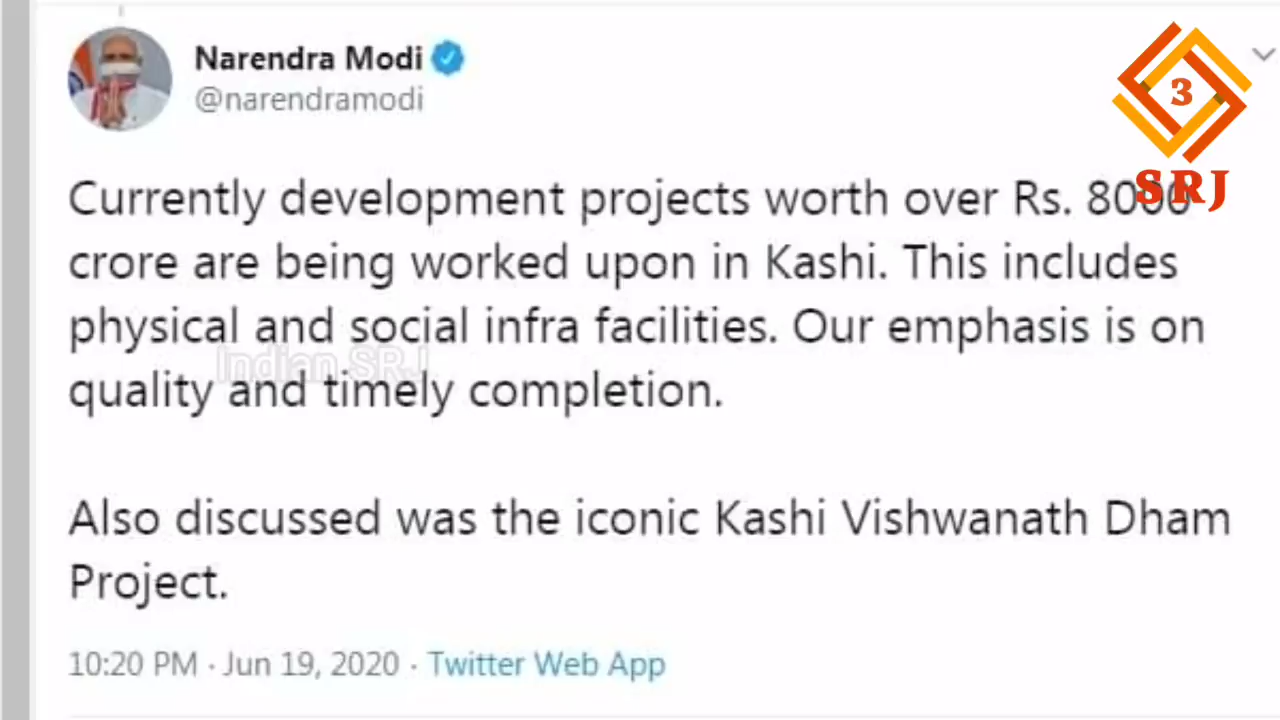 Narendra Modi
@narendramodi
3
SRJ
Currently development projects worth over Rs. 8000
crore are being worked upon in Kashi. This includes
physical and social infra facilities. Our emphasis is on
Indian SRJ
quality and timely completion.
Also discussed was the iconic Kashi Vishwanath Dham
Project.
10:20 PM · Jun 19, 2020 · Twitter Web App